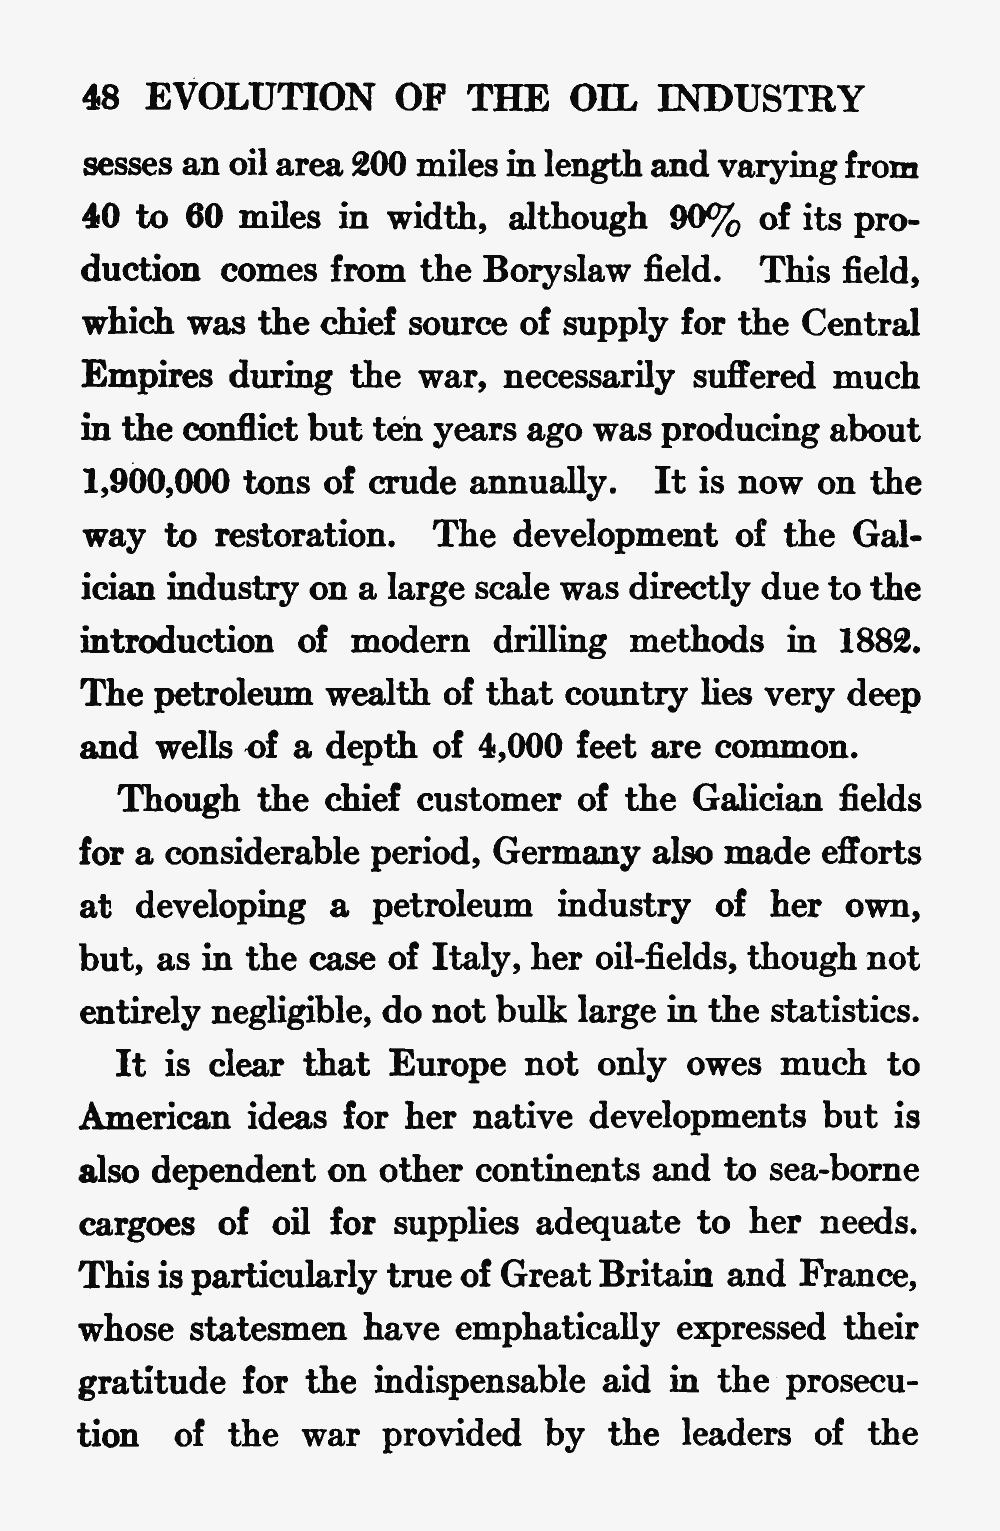 48 EVOLUTION OF THE OIL INDUSTRY
sesses an oil area 200 miles in length and varying from
40 to 60 miles in width, although 90% of its pro-
duction comes from the Boryslaw field. This field,
which was the chief source of supply for the Central
Empires during the war, necessarily suffered much
in the conflict but ten years ago was producing about
1,900,000 tons of crude annually. It is now on the
way to restoration. The development of the Gal-
ician industry on a large scale was directly due to the
introduction of modern drilling methods in 1882.
The petroleum wealth of that country lies very deep
and wells of a depth of 4,000 feet are common.
Though the chief customer of the Galician fields
for a considerable period, Germany also made efforts
at developing a petroleum industry of her own,
but, as in the case of Italy, her oil-fields, though not
entirely negligible, do not bulk large in the statistics.
It is clear that Europe not only owes much to
American ideas for her native developments but is
also dependent on other continents and to sea-borne
cargoes of oil for supplies adequate to her needs.
This is particularly true of Great Britain and France,
whose statesmen have emphatically expressed their
gratitude for the indispensable aid in the prosecu-
tion of the war provided by the leaders of the